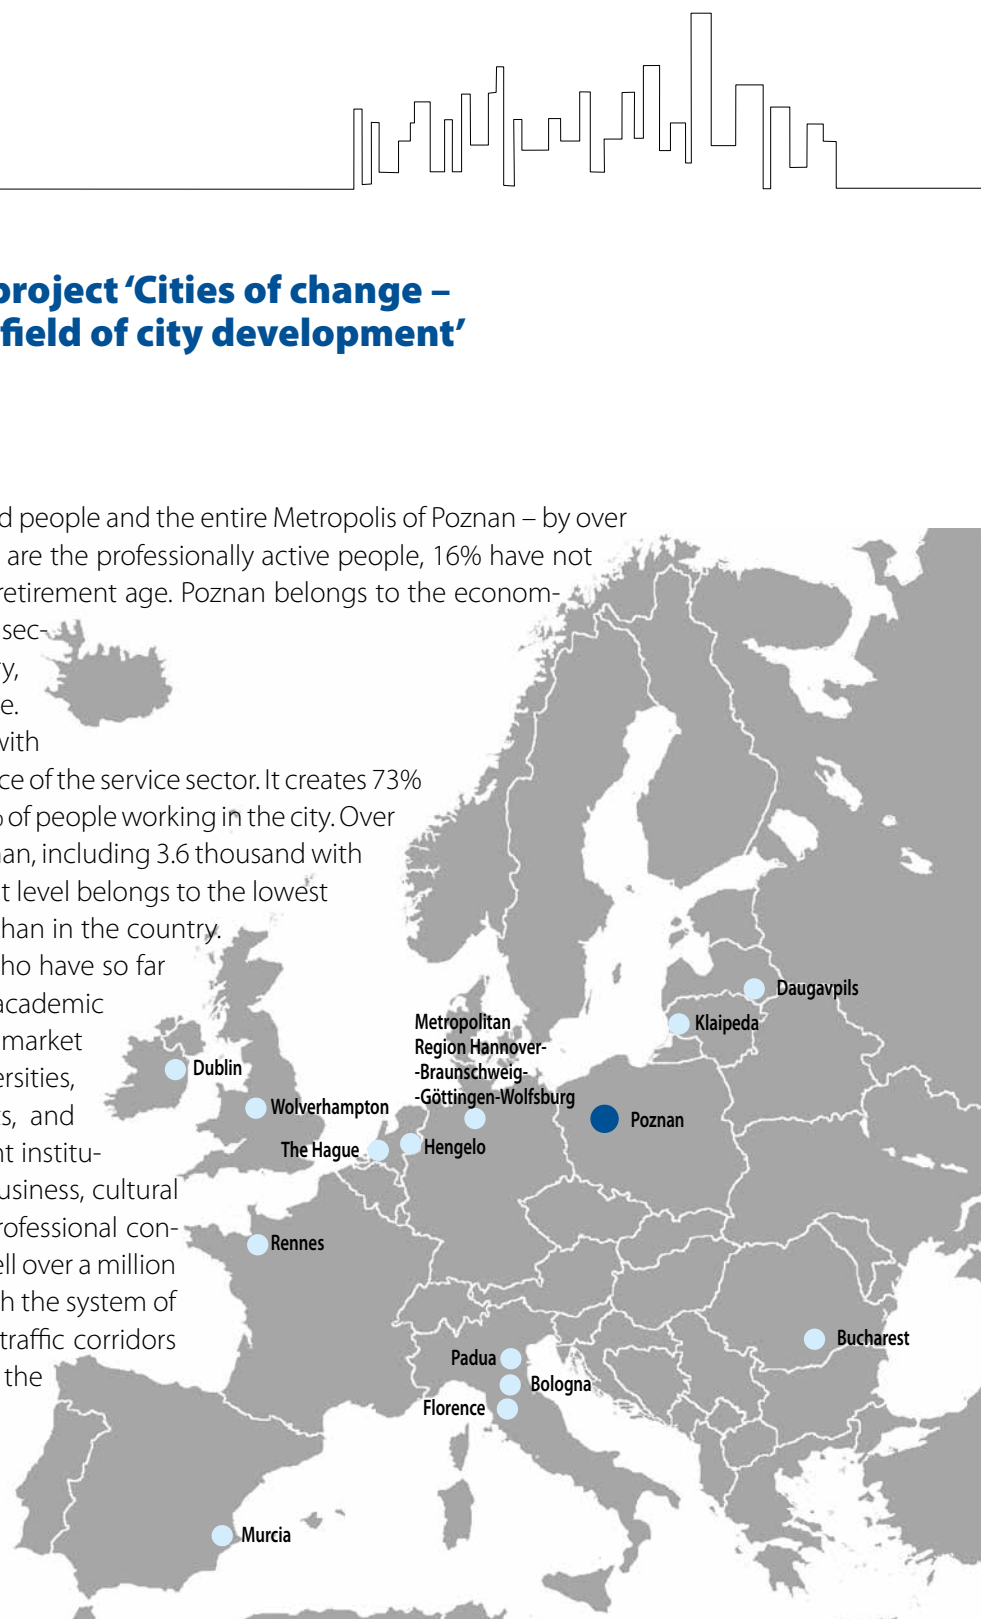 project ‘Cities of change –
field of city development’
d people and the entire Metropolis of Poznan – by over
are the professionally active people, 16% have not
retirement age. Poznan belongs to the econom-
sec-
y,
e.
with
ce of the service sector. It creates 73%
% of people working in the city. Over
nan, including 3.6 thousand with
t level belongs to the lowest
than in the country.
ho have so far
academic
market
ersities,
s, and
nt institu-
usiness, cultural
rofessional con-
ell over a million
h the system of
traffic corridors
the
Daugavpils
Klaipeda
Metropolitan
Region Hannover-
-Braunschweig-
-Göttingen-Wolfsburg
Dublin
Wolverhampton
Poznan
The Hague
Hengelo
Rennes
Bucharest
Padua
Bologna
Florence
Murcia